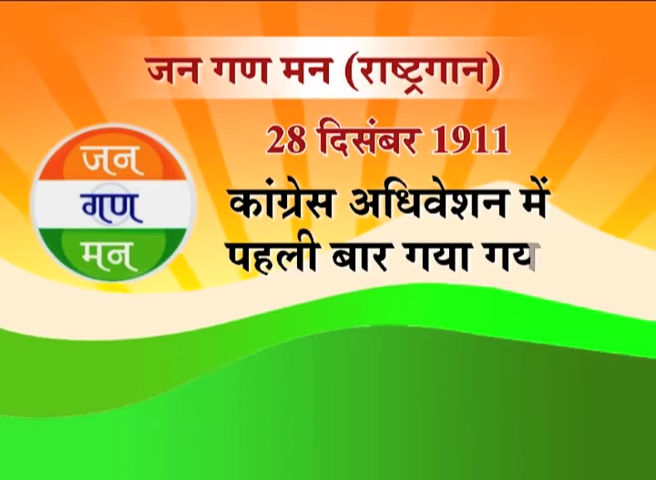 जन गण मन (राष्ट्रगान)
28 दिसंबर 1911
जन
गण
मन
कांग्रेस अधिवेशन में
पहली बार गया गय